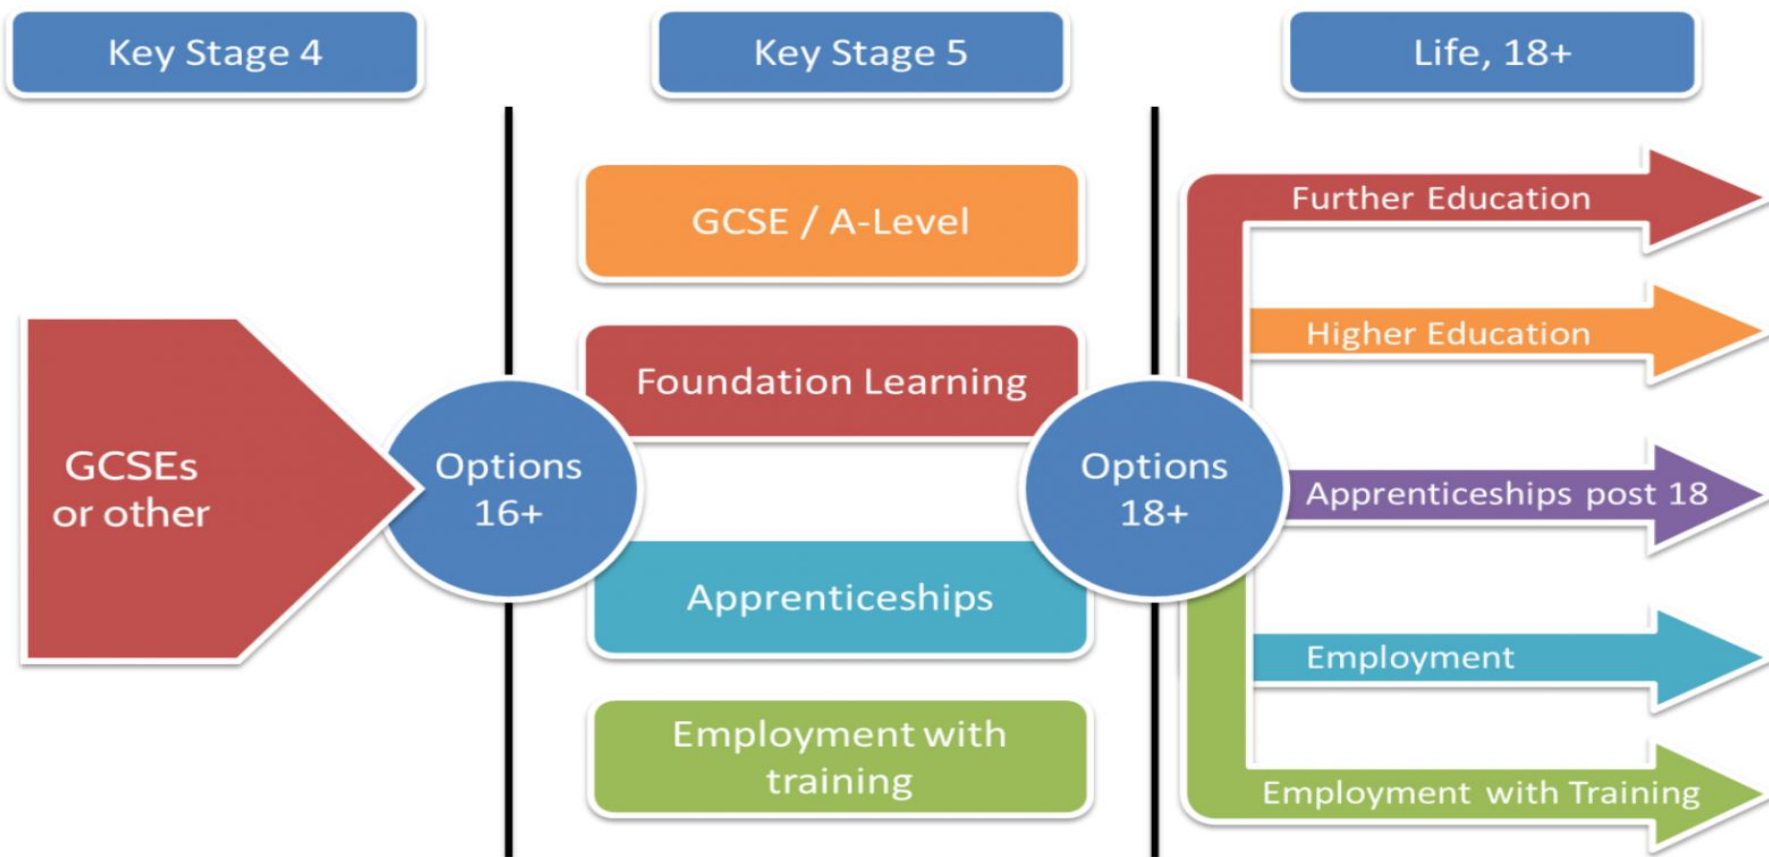 Key Stage 4
Key Stage 5
Life, 18+
GCSEs
or other
Options
16+
GCSE / A-Level
Foundation Learning
Apprenticeships
Employment with
training
Options
18+
Further Education
Higher Education
Apprenticeships post 18
Employment
Employment with Training